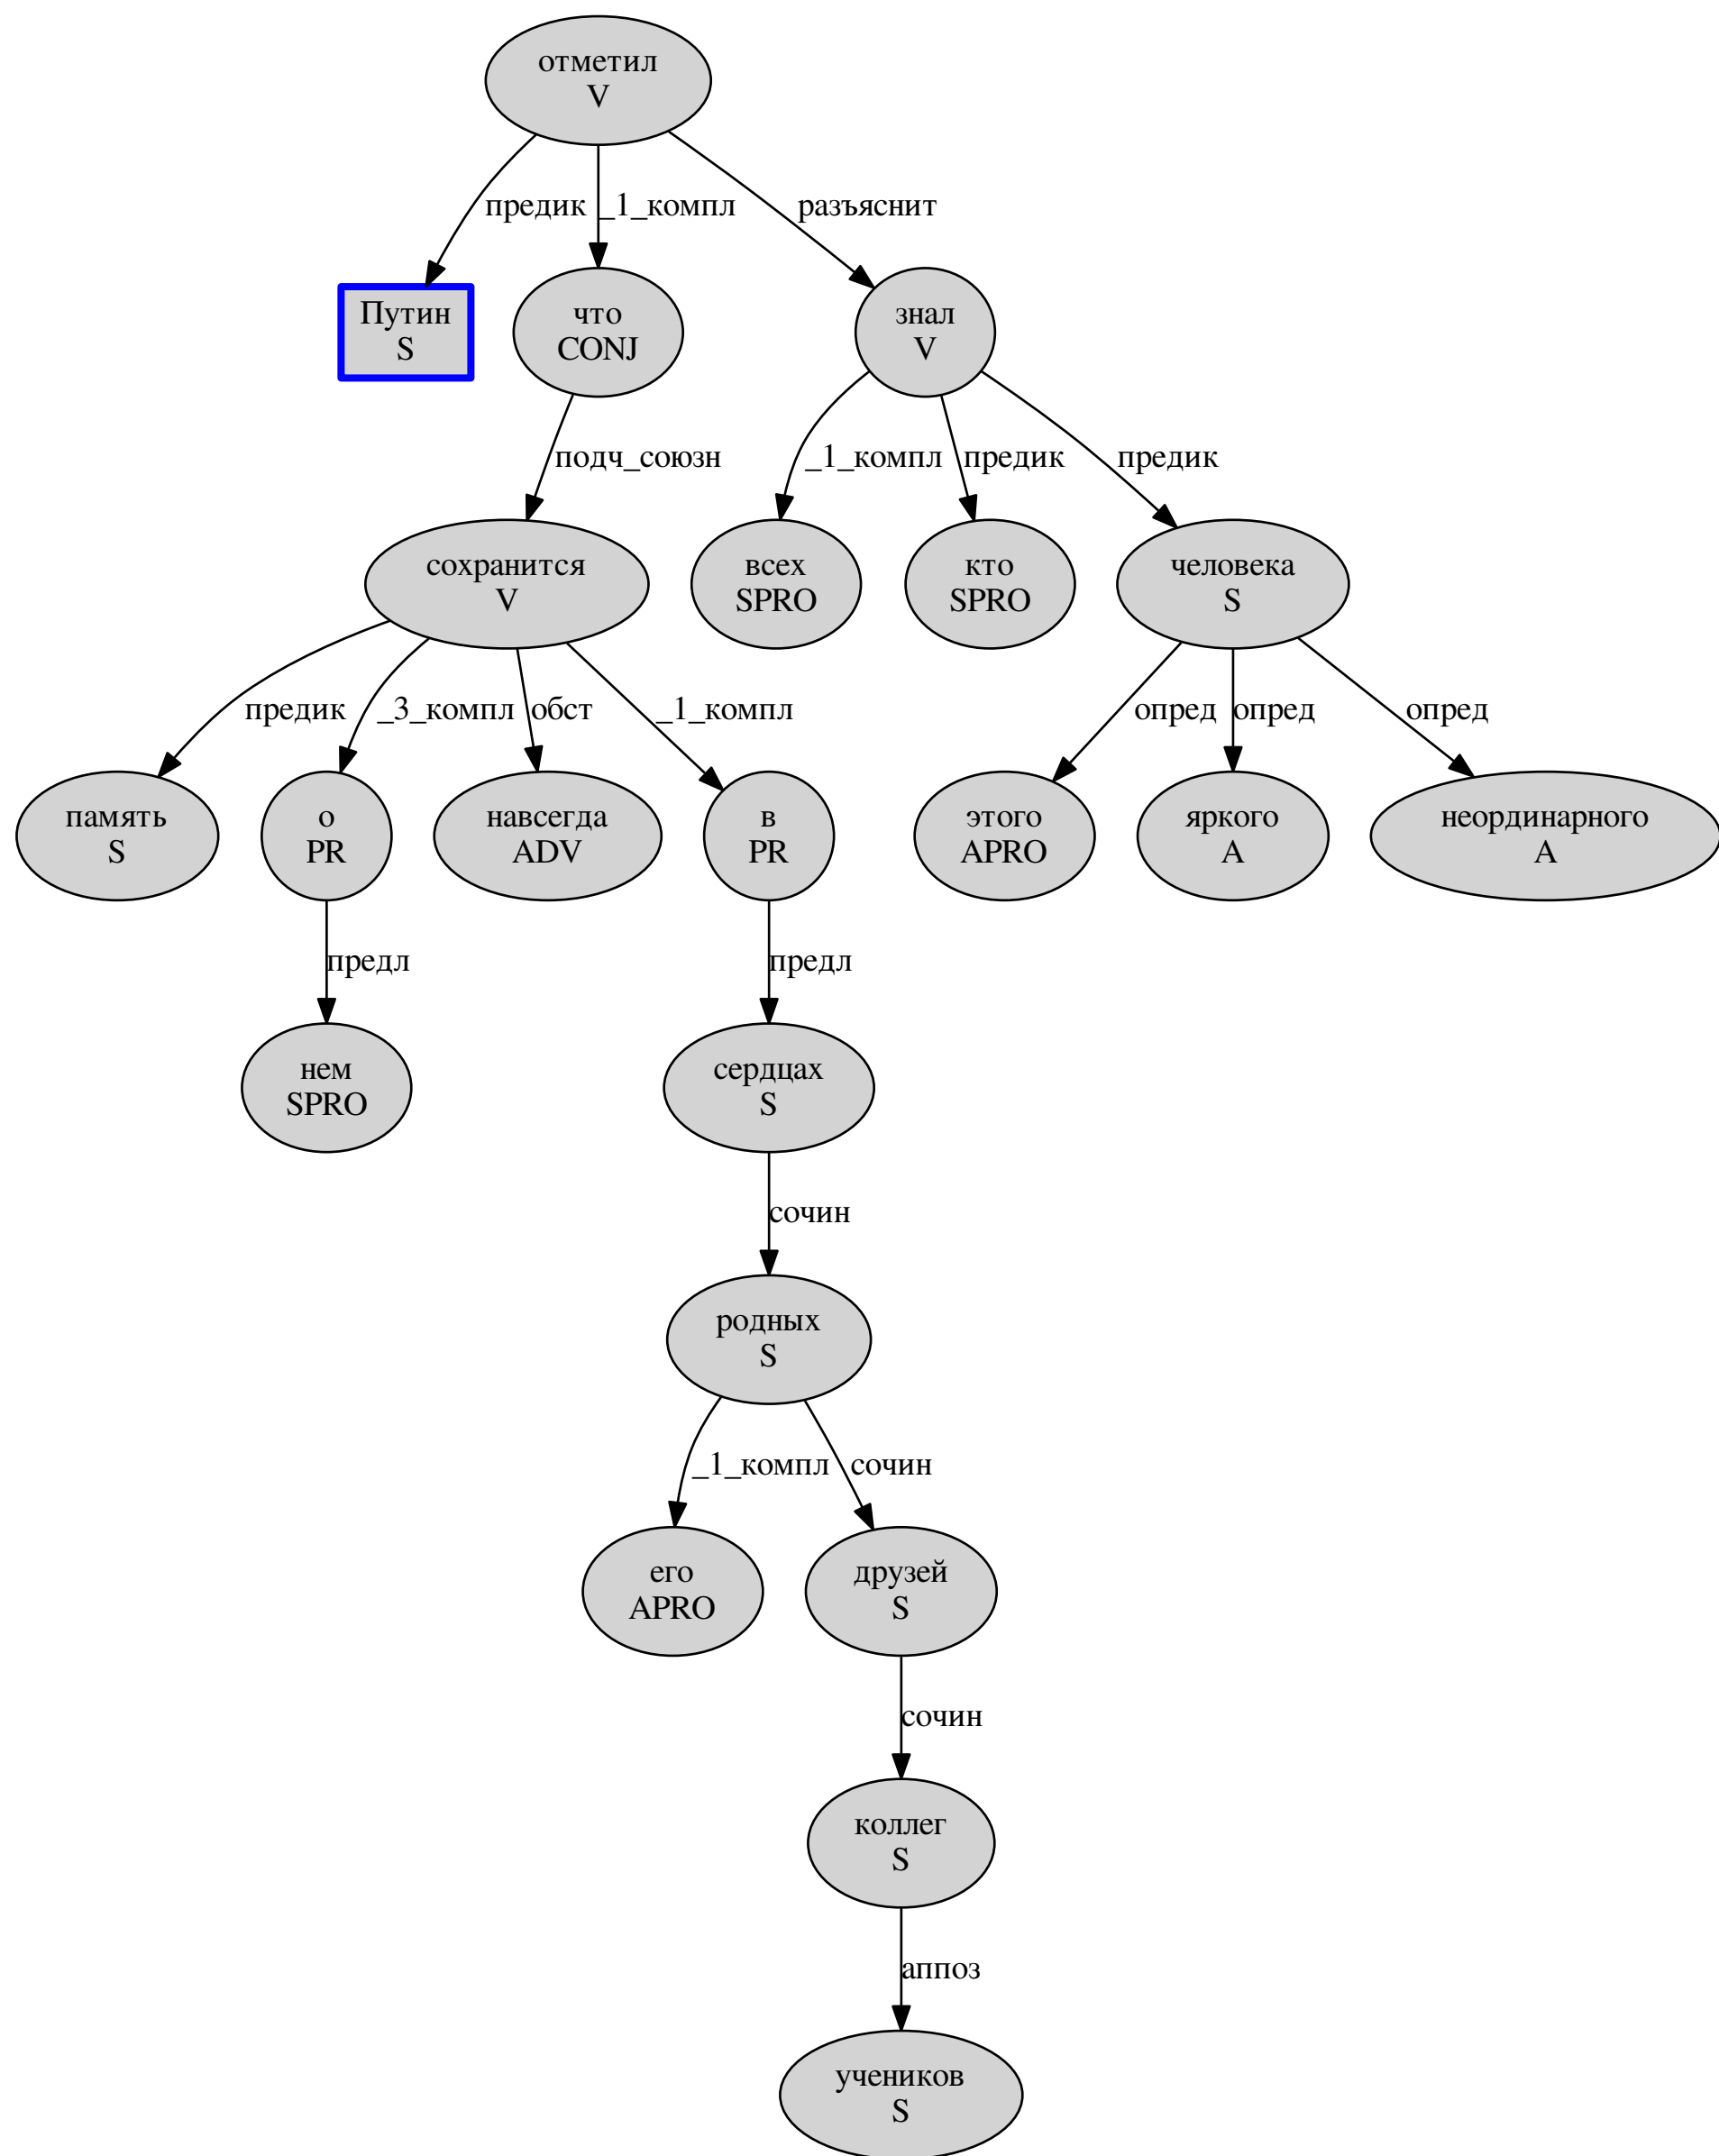 отметил
V
предик
_1_компл
разъяснит
Путин
S
что
CONJ
знал
V
подч_союзн
_1_компл
предик
предик
сохранится
V
всех
SPRO
кто
SPRO
человека
S
предик
_3_компл
обст
_1_компл
опред
опред
опред
память
S
о
PR
навсегда
ADV
в
PR
этого
APRO
яркого
A
неординарного
A
предл
предл
нем
SPRO
сердцах
S
сочин
родных
S
_1_компл
сочин
его
APRO
друзей
S
сочин
коллег
S
аппоз
учеников
S